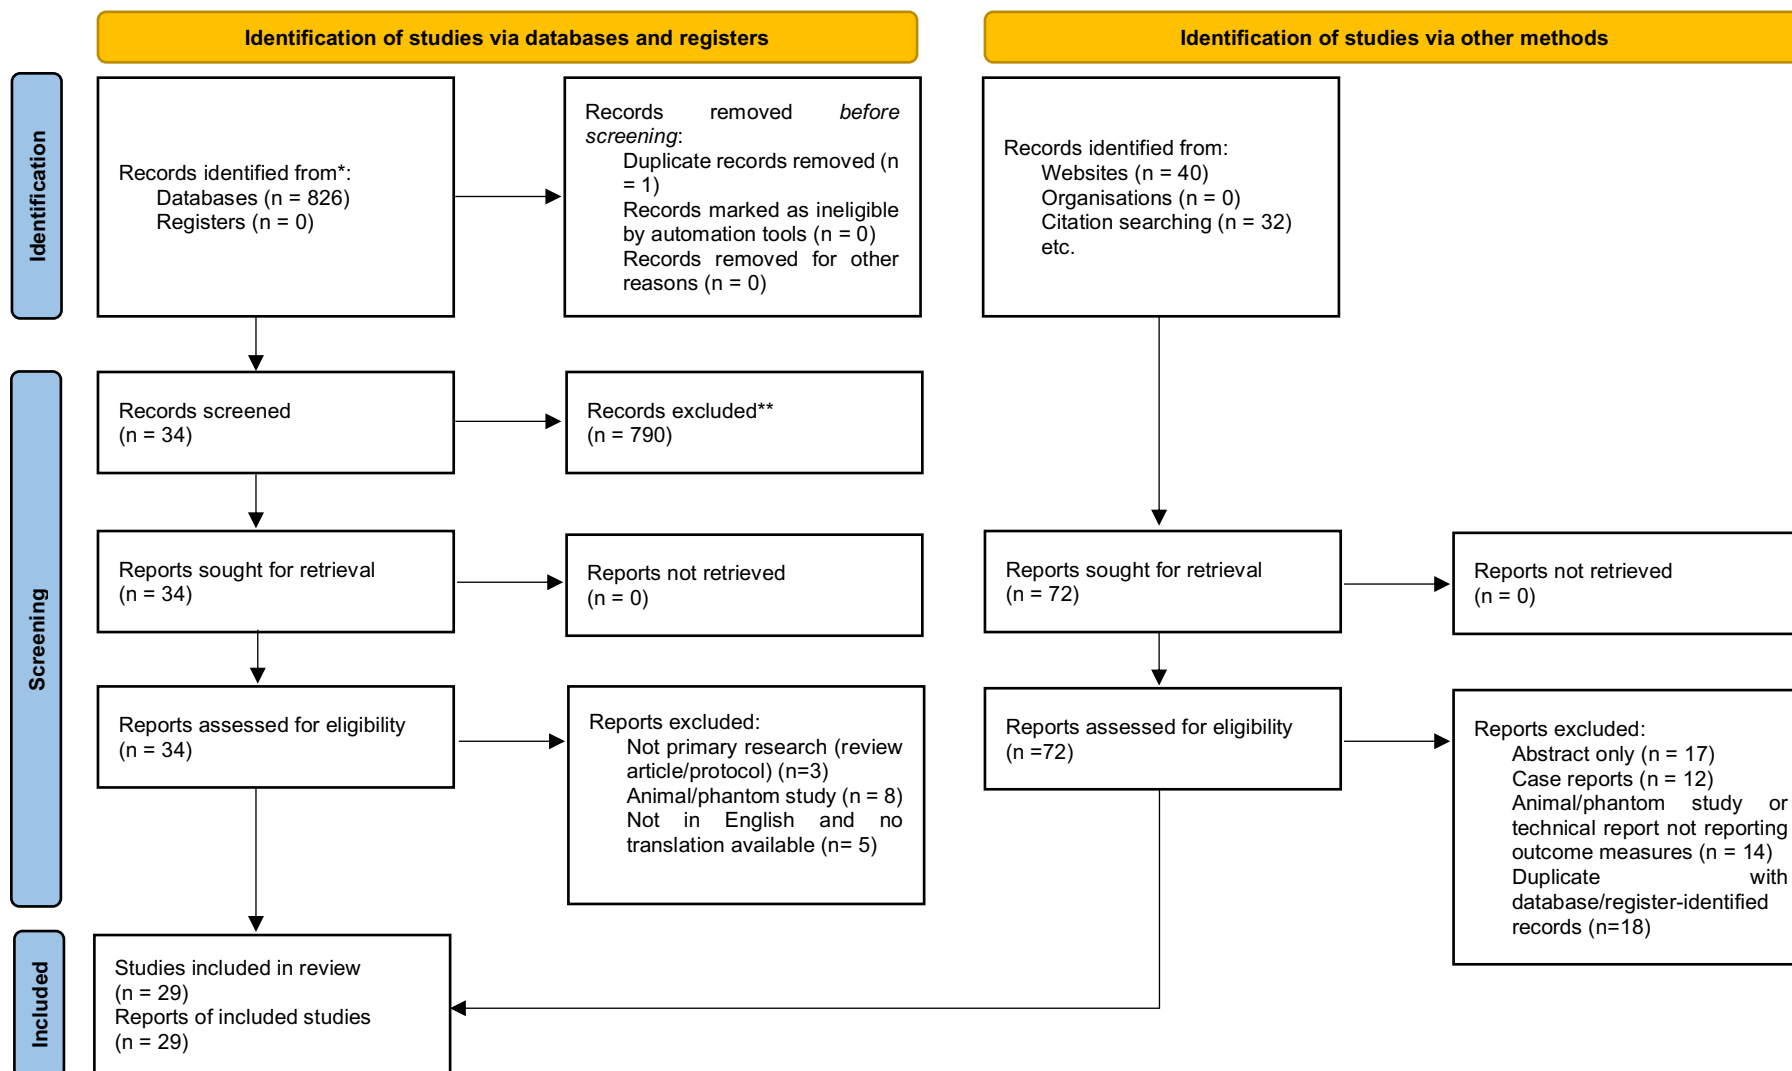 Identification of studies via databases and registers
Identification of studies via other methods
Identification
Records identified from*:
Databases (n = 826)
Registers (n = 0)
Records removed before
screening:
Duplicate records removed (n
= 1)
Records marked as ineligible
by automation tools (n = 0)
Records removed for other
reasons (n = 0)
Records identified from:
Websites (n = 40)
Organisations (n = 0)
Citation searching (n = 32)
etc.
Screening
Records screened
(n = 34)
Records excluded**
(n = 790)
Reports sought for retrieval
(n = 34)
Reports not retrieved
(n = 0)
Reports sought for retrieval
(n = 72)
Reports not retrieved
(n = 0)
Reports assessed for eligibility
(n = 34)
Reports excluded:
Not primary research (review
article/protocol) (n=3)
Animal/phantom study (n = 8)
Not in English and no
translation available (n= 5)
Reports assessed for eligibility
(n =72)
Reports excluded:
Abstract only (n = 17)
Case reports (n = 12)
Animal/phantom study or
technical report not reporting
outcome measures (n = 14)
Duplicate with
database/register-identified
records (n=18)
Included
Studies included in review
(n = 29)
Reports of included studies
(n = 29)